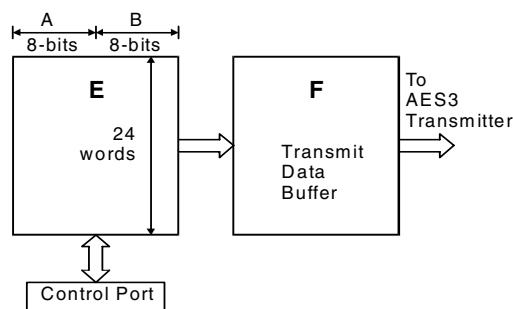 A B
8-bits 8-bits
E
24
words
F
Transmit
Data
Buffer
To
AES3
Transmitter
Control Port